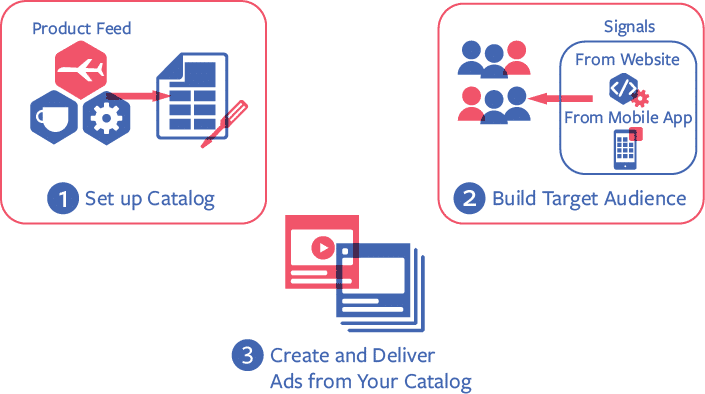 Product Feed
1 Set up Catalog
Signals
From Website
</>
From Mobile App
2 Build Target Audience
3 Create and Deliver
Ads from Your Catalog